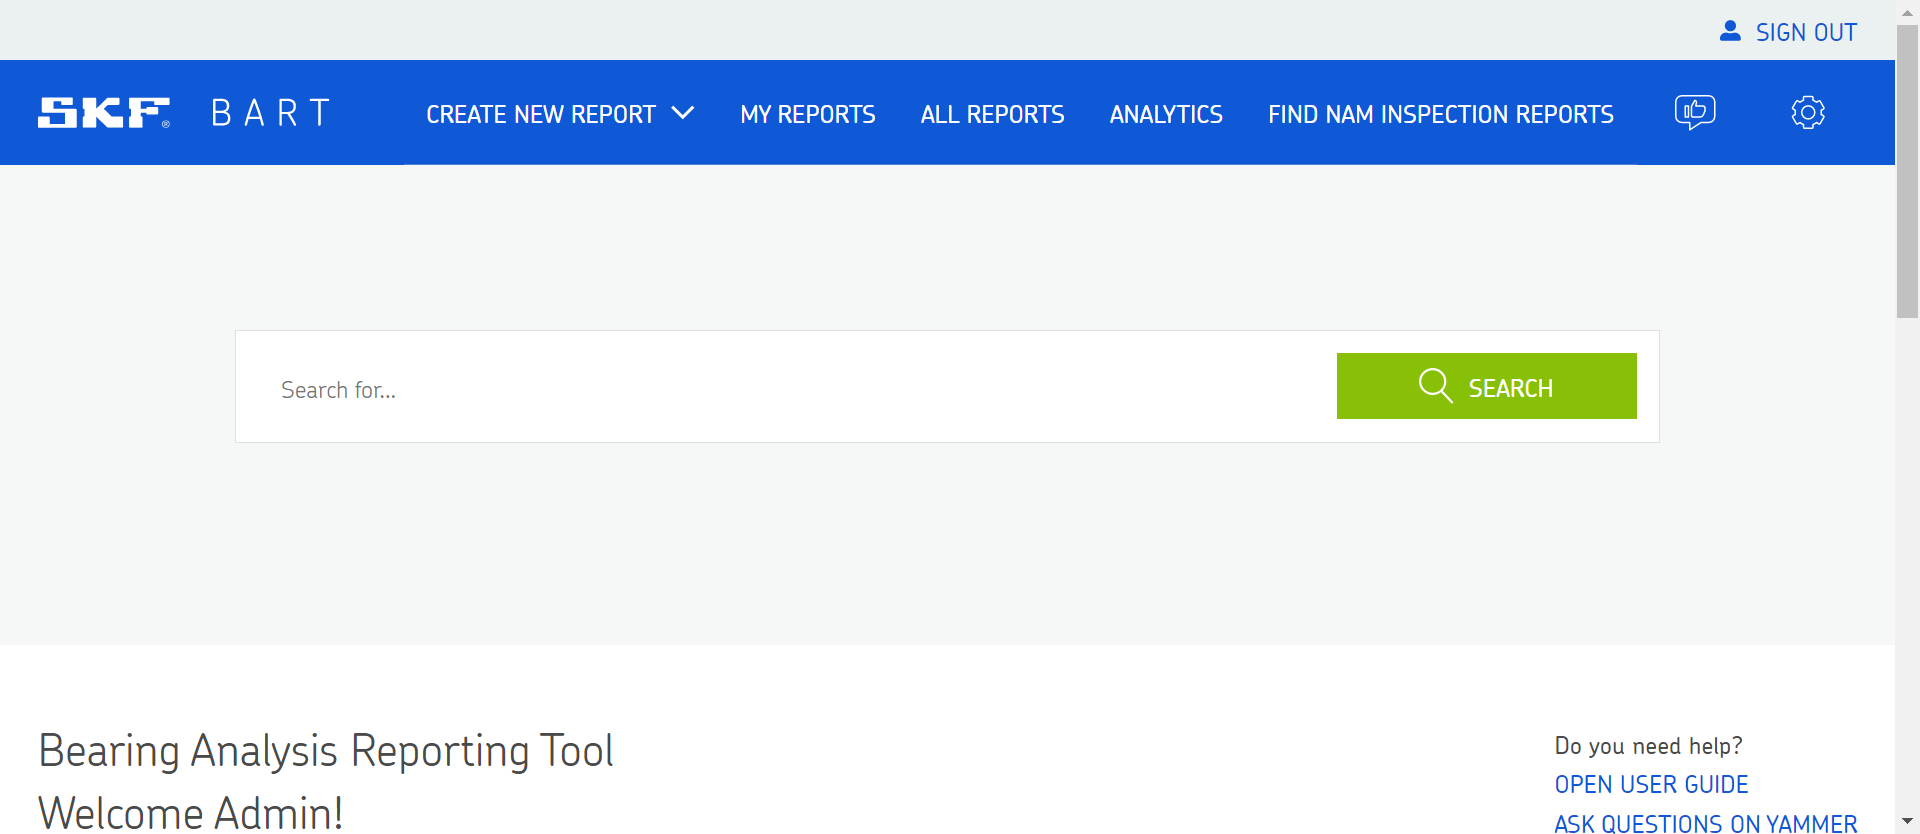 SIGN OUT
SKF® BART CREATE NEW REPORT MY REPORTS ALL REPORTS ANALYTICS FIND NAM INSPECTION REPORTS
Search for...
SEARCH
Bearing Analysis Reporting Tool
Welcome Admin!
Do you need help?
OPEN USER GUIDE
ASK QUESTIONS ON YAMMER